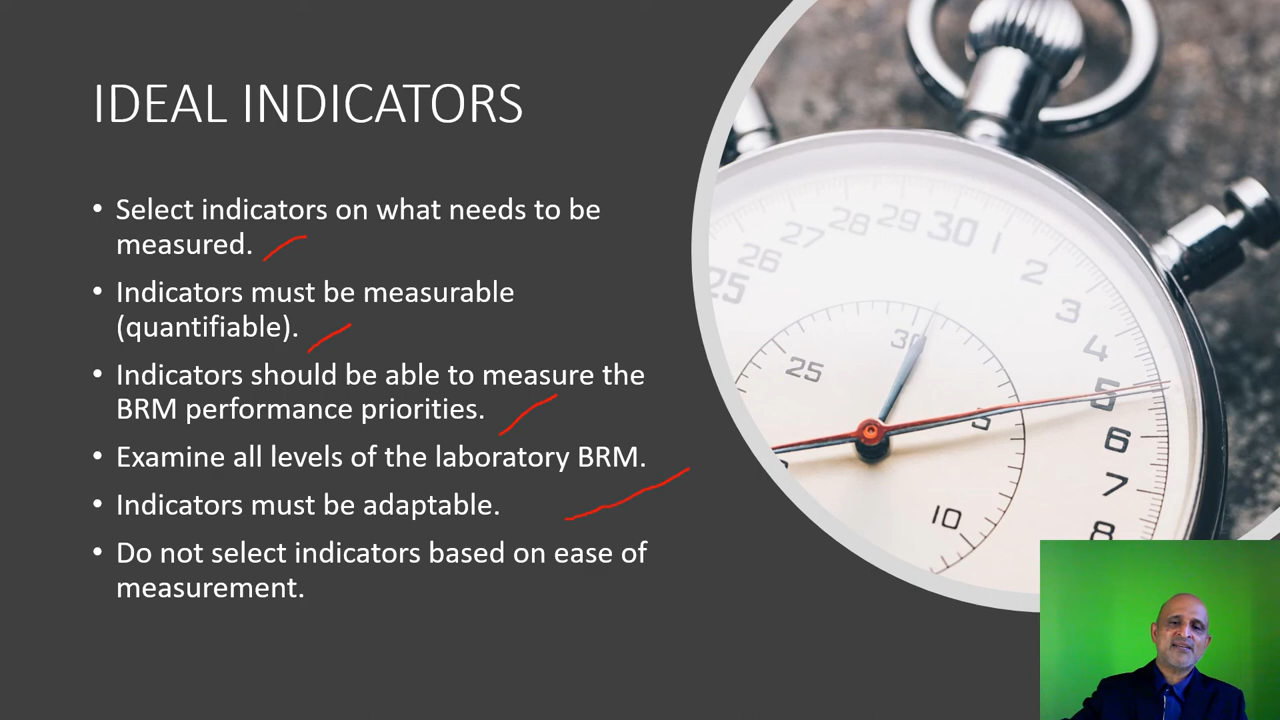 IDEAL INDICATORS
• Select indicators on what needs to be
measured.
• Indicators must be measurable
(quantifiable).
• Indicators should be able to measure the
BRM performance priorities.
• Examine all levels of the laboratory BRM.
• Indicators must be adaptable.
• Do not select indicators based on ease of
measurement.
25
26
27
28
29
30
1
2
3
4
5
6
7
8
25
30
5
10